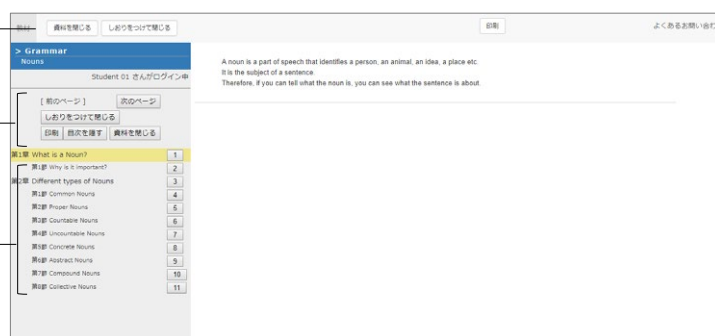 教材
資料を閉じる
しおりをつけて閉じる
印刷
よくあるお問い合わ
> Grammar
Nouns
Student 01 さんがログイン中
[ 前のページ ]
次のページ
しおりをつけて閉じる
印刷
目次を隠す
資料を閉じる
第1章 What is a Noun? 1
第1節 Why is it important? 2
第2章 Different types of Nouns 3
第1節 Common Nouns 4
第2節 Proper Nouns 5
第3節 Countable Nouns 6
第4節 Uncountable Nouns 7
第5節 Concrete Nouns 8
第6節 Abstract Nouns 9
第7節 Compound Nouns 10
第8節 Collective Nouns 11
A noun is a part of speech that identifies a person, an animal, an idea, a place etc.
It is the subject of a sentence.
Therefore, if you can tell what the noun is, you can see what the sentence is about.